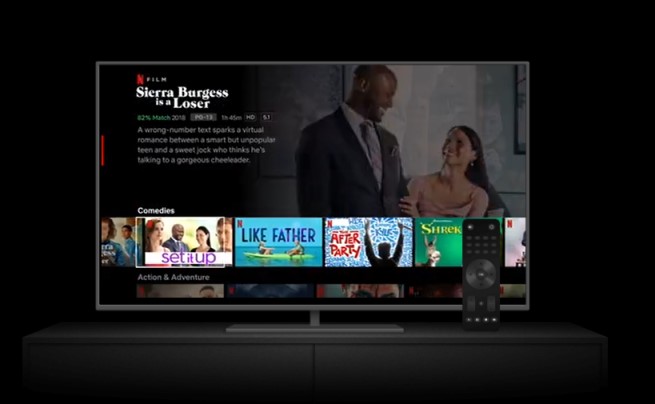 N FILM
Sierra Burgess
is a Loser
82% Match 2018 PG-13 1h 45m HD 5.1
A wrong-number text sparks a virtual
romance between a smart but unpopular
teen and a sweet jock who thinks he's
talking to a gorgeous cheeleader.
Comedies
set it up
N LIKE FATHER
N THE AFTER PARTY
SHREK
N
Action & Adventure